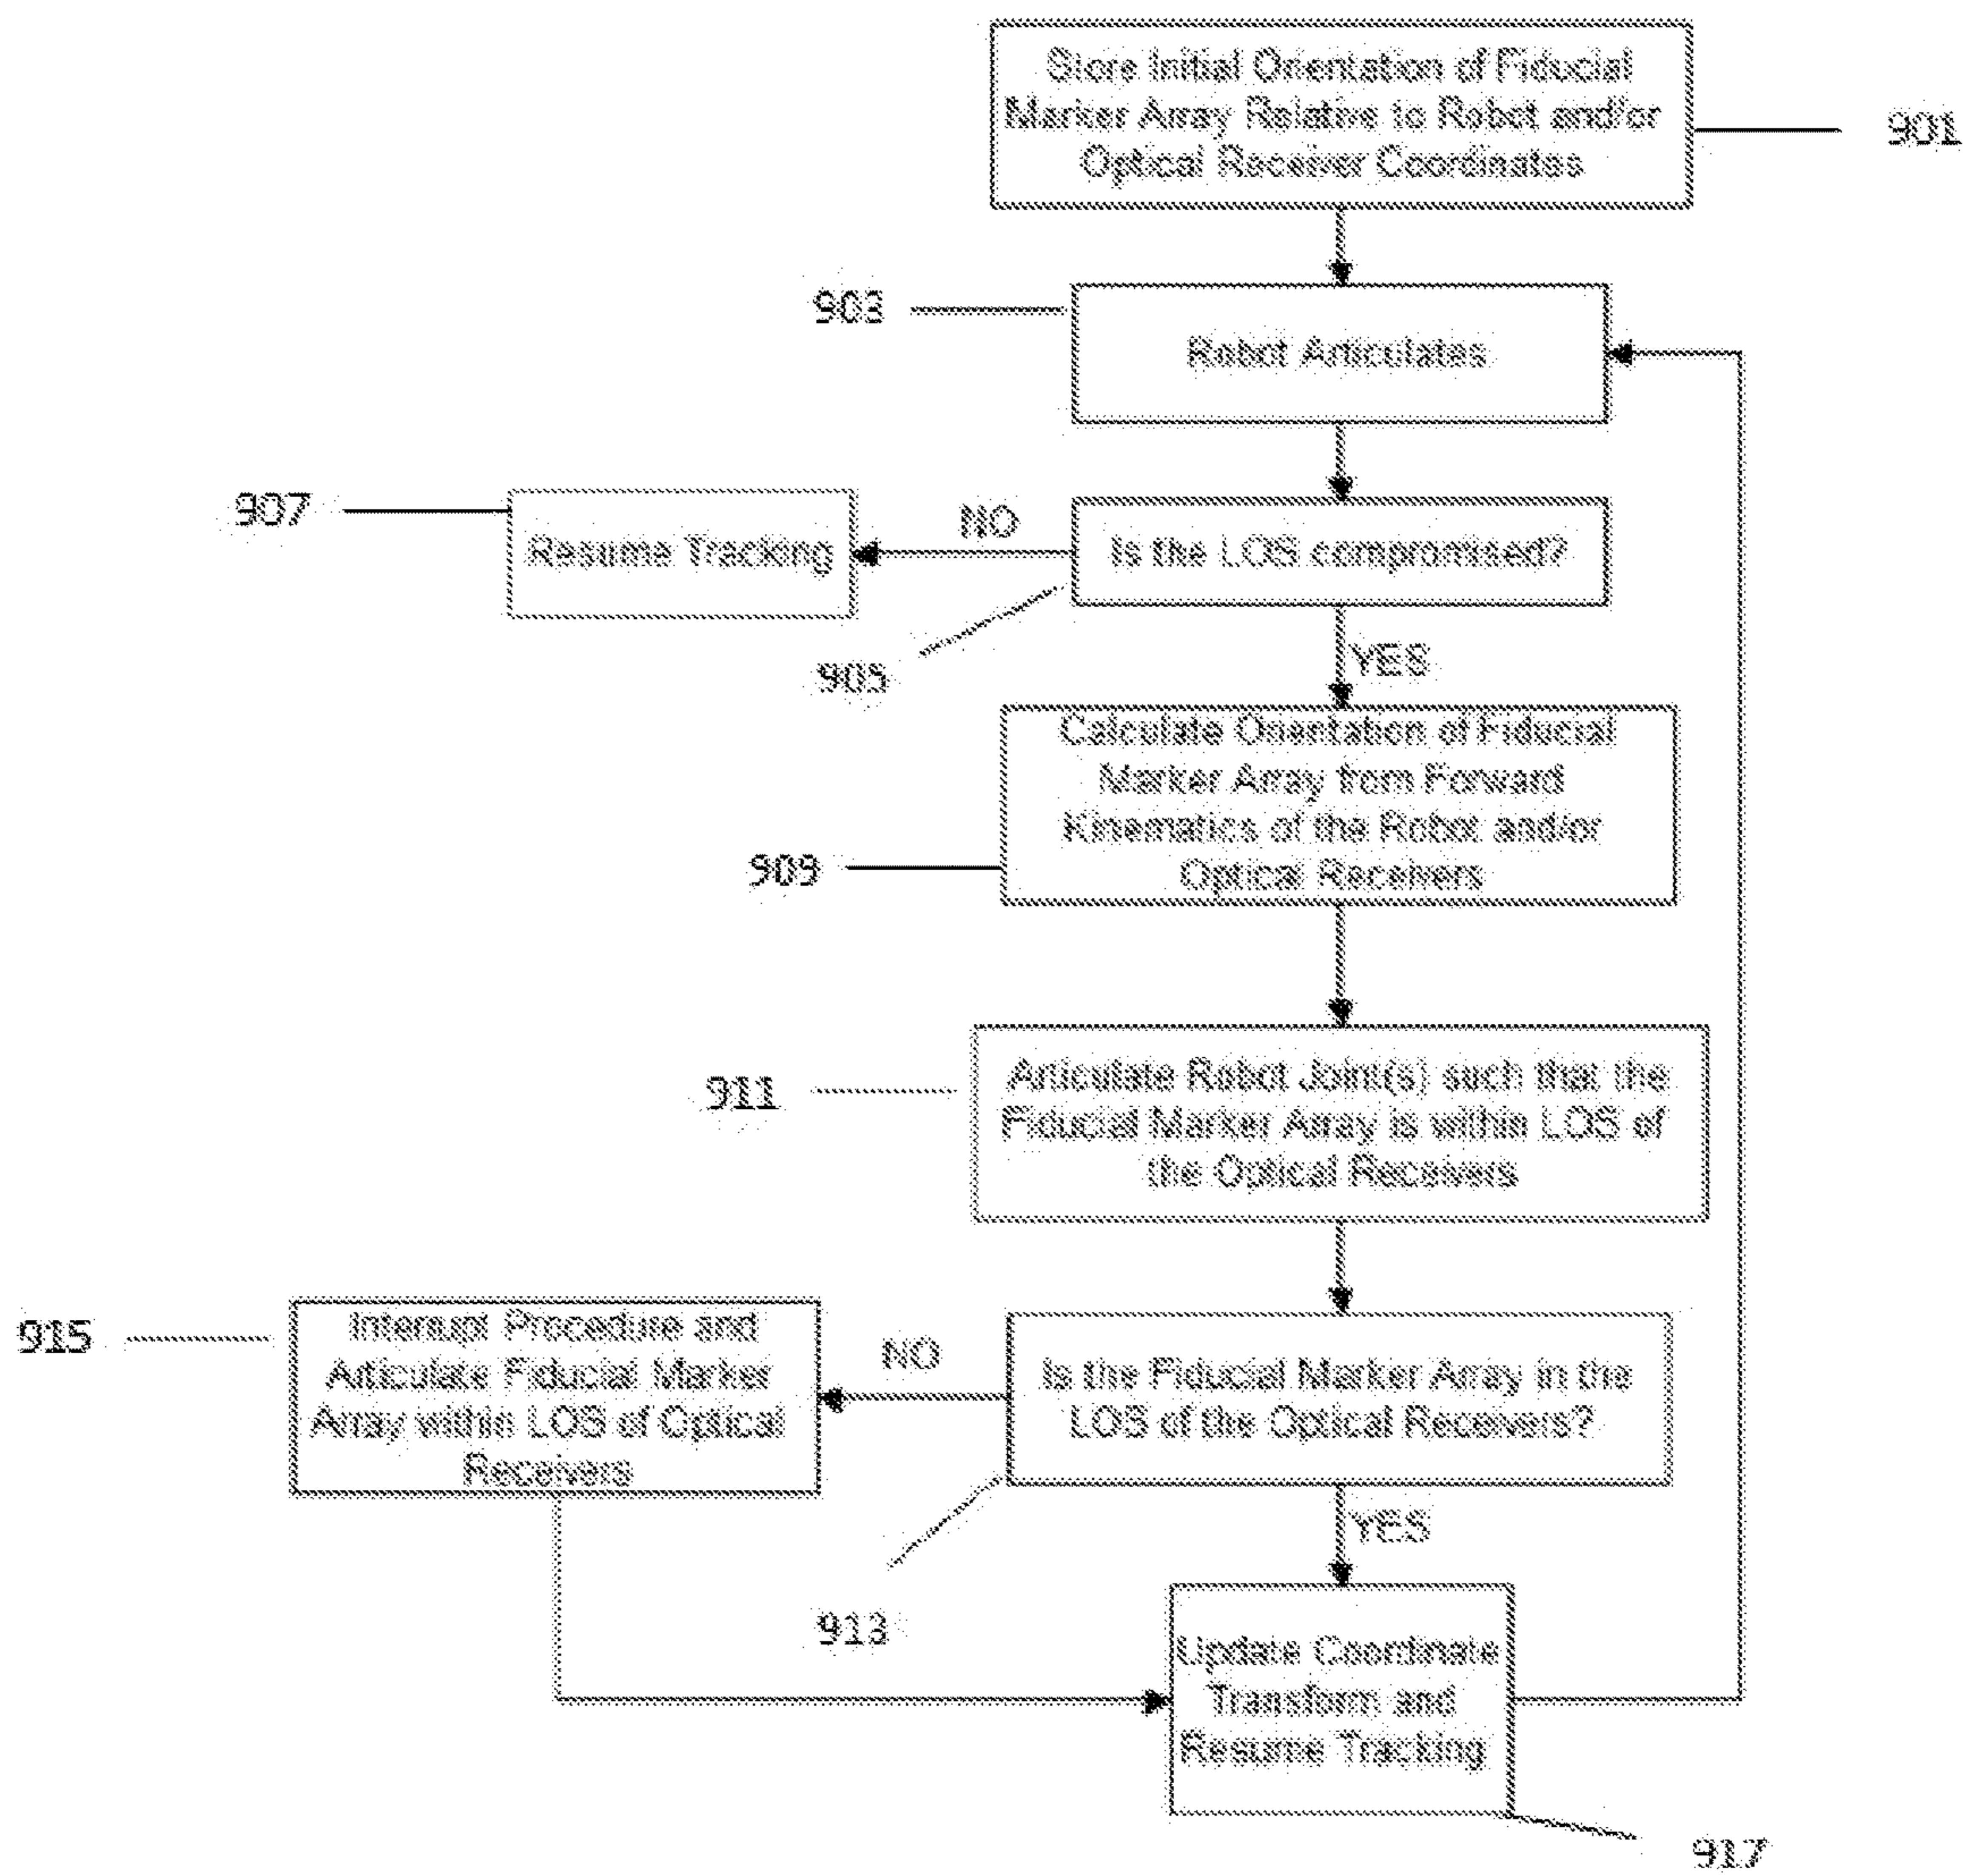 Store Initial Orientation of Fiducial
Marker Array Relative to Robot and/or
Optical Receiver Coordinates
901
903
Robot Articulates
907
Resume Tracking
NO
Is the LOS compromised?
905
YES
Calculate Orientation of Fiducial
Marker Array from Forward
Kinematics of the Robot and/or
Optical Receivers
909
911
Articulate Robot Joint(s) such that the
Fiducial Marker Array is within LOS of
the Optical Receivers
915
Interrupt Procedure and
Articulate Fiducial Marker
Array within LOS of Optical
Receivers
NO
Is the Fiducial Marker Array in the
LOS of the Optical Receivers?
913
YES
Update Coordinate
Transform and
Resume Tracking
917